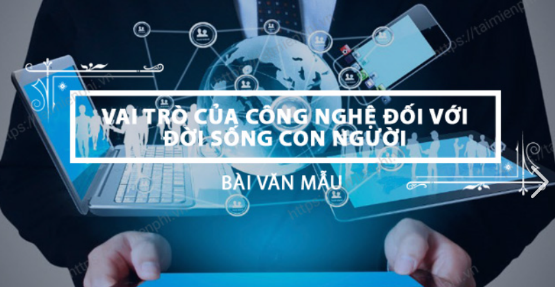 VAI TRÒ CỦA CÔNG NGHỆ ĐỐI VỚI
ĐỜI SỐNG CON NGƯỜI
BÀI VĂN MẪU